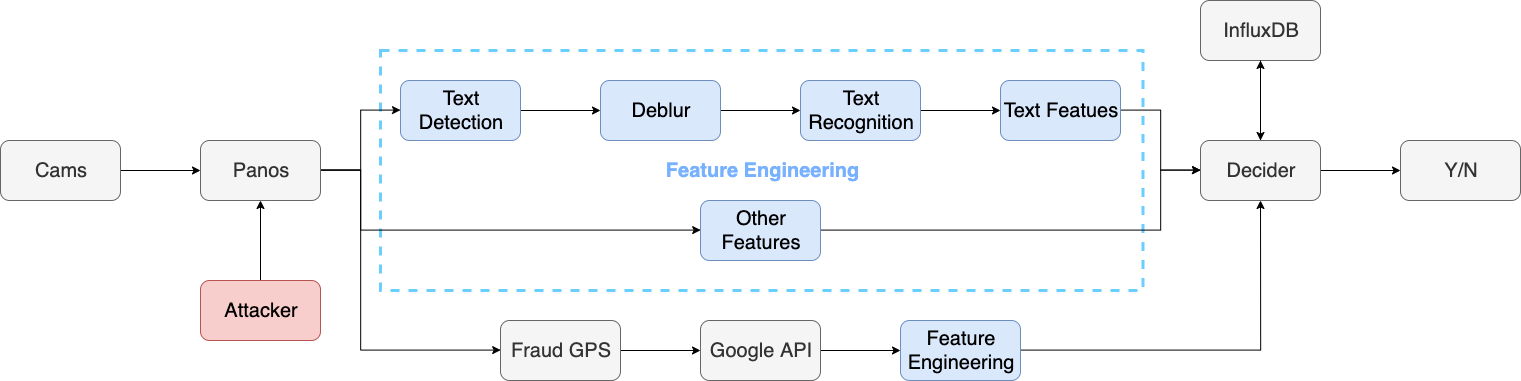 InfluxDB
Text
Detection
Deblur
Text
Recognition
Text Featues
Cams
Panos
Feature Engineering
Decider
Y/N
Other
Features
Attacker
Fraud GPS
Google API
Feature
Engineering